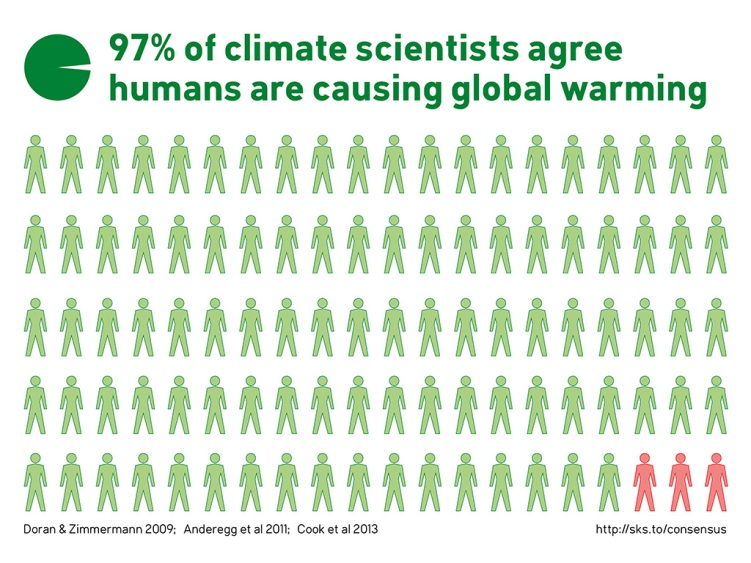 97% of climate scientists agree
humans are causing global warming
Doran & Zimmermann 2009; Anderegg et al 2011; Cook et al 2013
http://sks.to/consensus